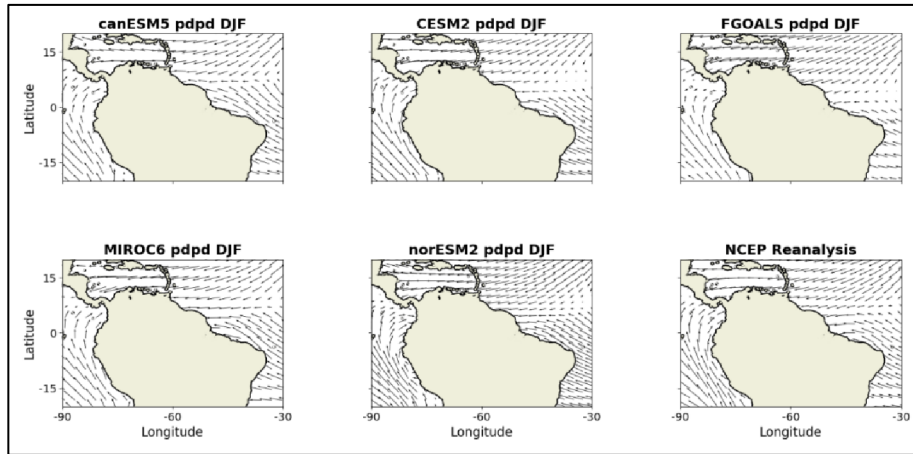 canESM5 pdpd DJF
CESM2 pdpd DJF
FGOALS pdpd DJF
15
0
-15
Latitude
MIROC6 pdpd DJF
norESM2 pdpd DJF
NCEP Reanalysis
15
0
-15
Latitude
-90 -60 -30
-90 -60 -30
-90 -60 -30
Longitude
Longitude
Longitude